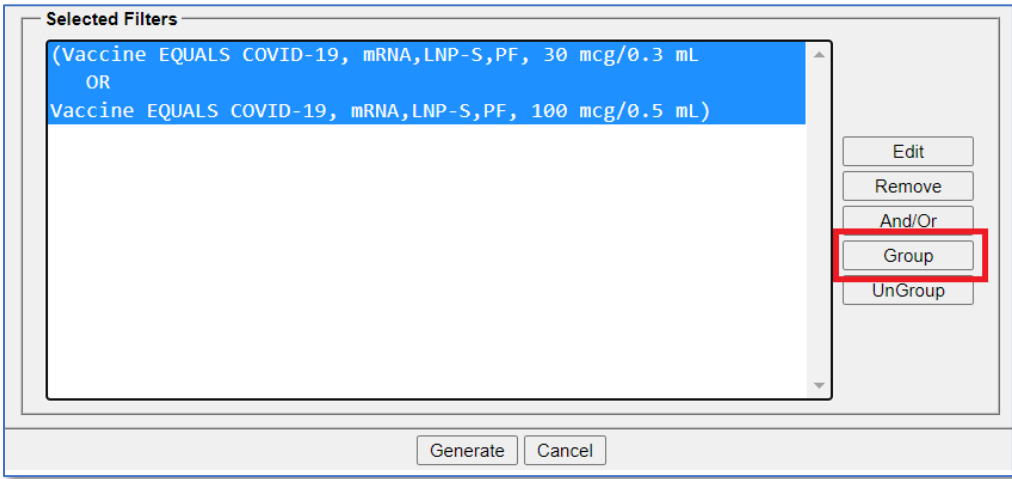 Selected Filters
(Vaccine EQUALS COVID-19, mRNA,LNP-S,PF, 30 mcg/0.3 mL
OR
Vaccine EQUALS COVID-19, mRNA,LNP-S,PF, 100 mcg/0.5 mL)
Edit
Remove
And/Or
Group
UnGroup
Generate Cancel